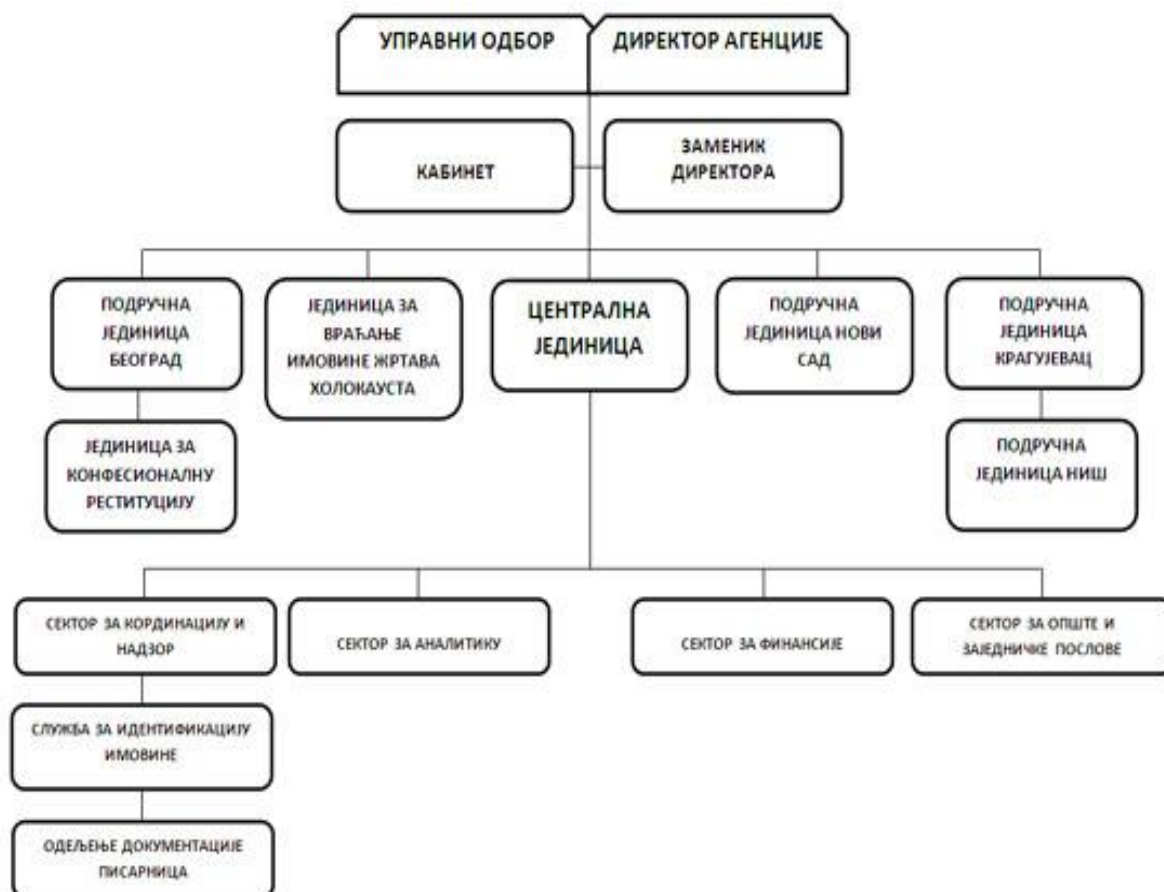 УПРАВНИ ОДБОР
ДИРЕКТОР АГЕНЦИЈЕ
КАБИНЕТ
ЗАМЕНИК
ДИРЕКТОРА
ПОДРУЧНА
ЈЕДИНИЦА
БЕОГРАД
ЈЕДИНИЦА ЗА
ВРАЋАЊЕ
ИМОВИНЕ ЖРТАВА
ХОЛОКАУСТА
ЦЕНТРАЛНА
ЈЕДИНИЦА
ПОДРУЧНА
ЈЕДИНИЦА НОВИ
САД
ПОДРУЧНА
ЈЕДИНИЦА
КРАГУЈЕВАЦ
ЈЕДИНИЦА ЗА
КОНФЕСИОНАЛНУ
РЕСТИТУЦИЈУ
ПОДРУЧНА
ЈЕДИНИЦА НИШ
СЕКТОР ЗА КОРДИНАЦИЈУ И
НАДЗОР
СЕКТОР ЗА АНАЛИТИКУ
СЕКТОР ЗА ФИНАНСИЈЕ
СЕКТОР ЗА ОПШТЕ И
ЗАЈЕДНИЧКЕ ПОСЛОВЕ
СЛУЖБА ЗА ИДЕНТИФИКАЦИЈУ
ИМОВИНЕ
ОДЕЉЕЊЕ ДОКУМЕНТАЦИЈЕ
ПИСАРНИЦА